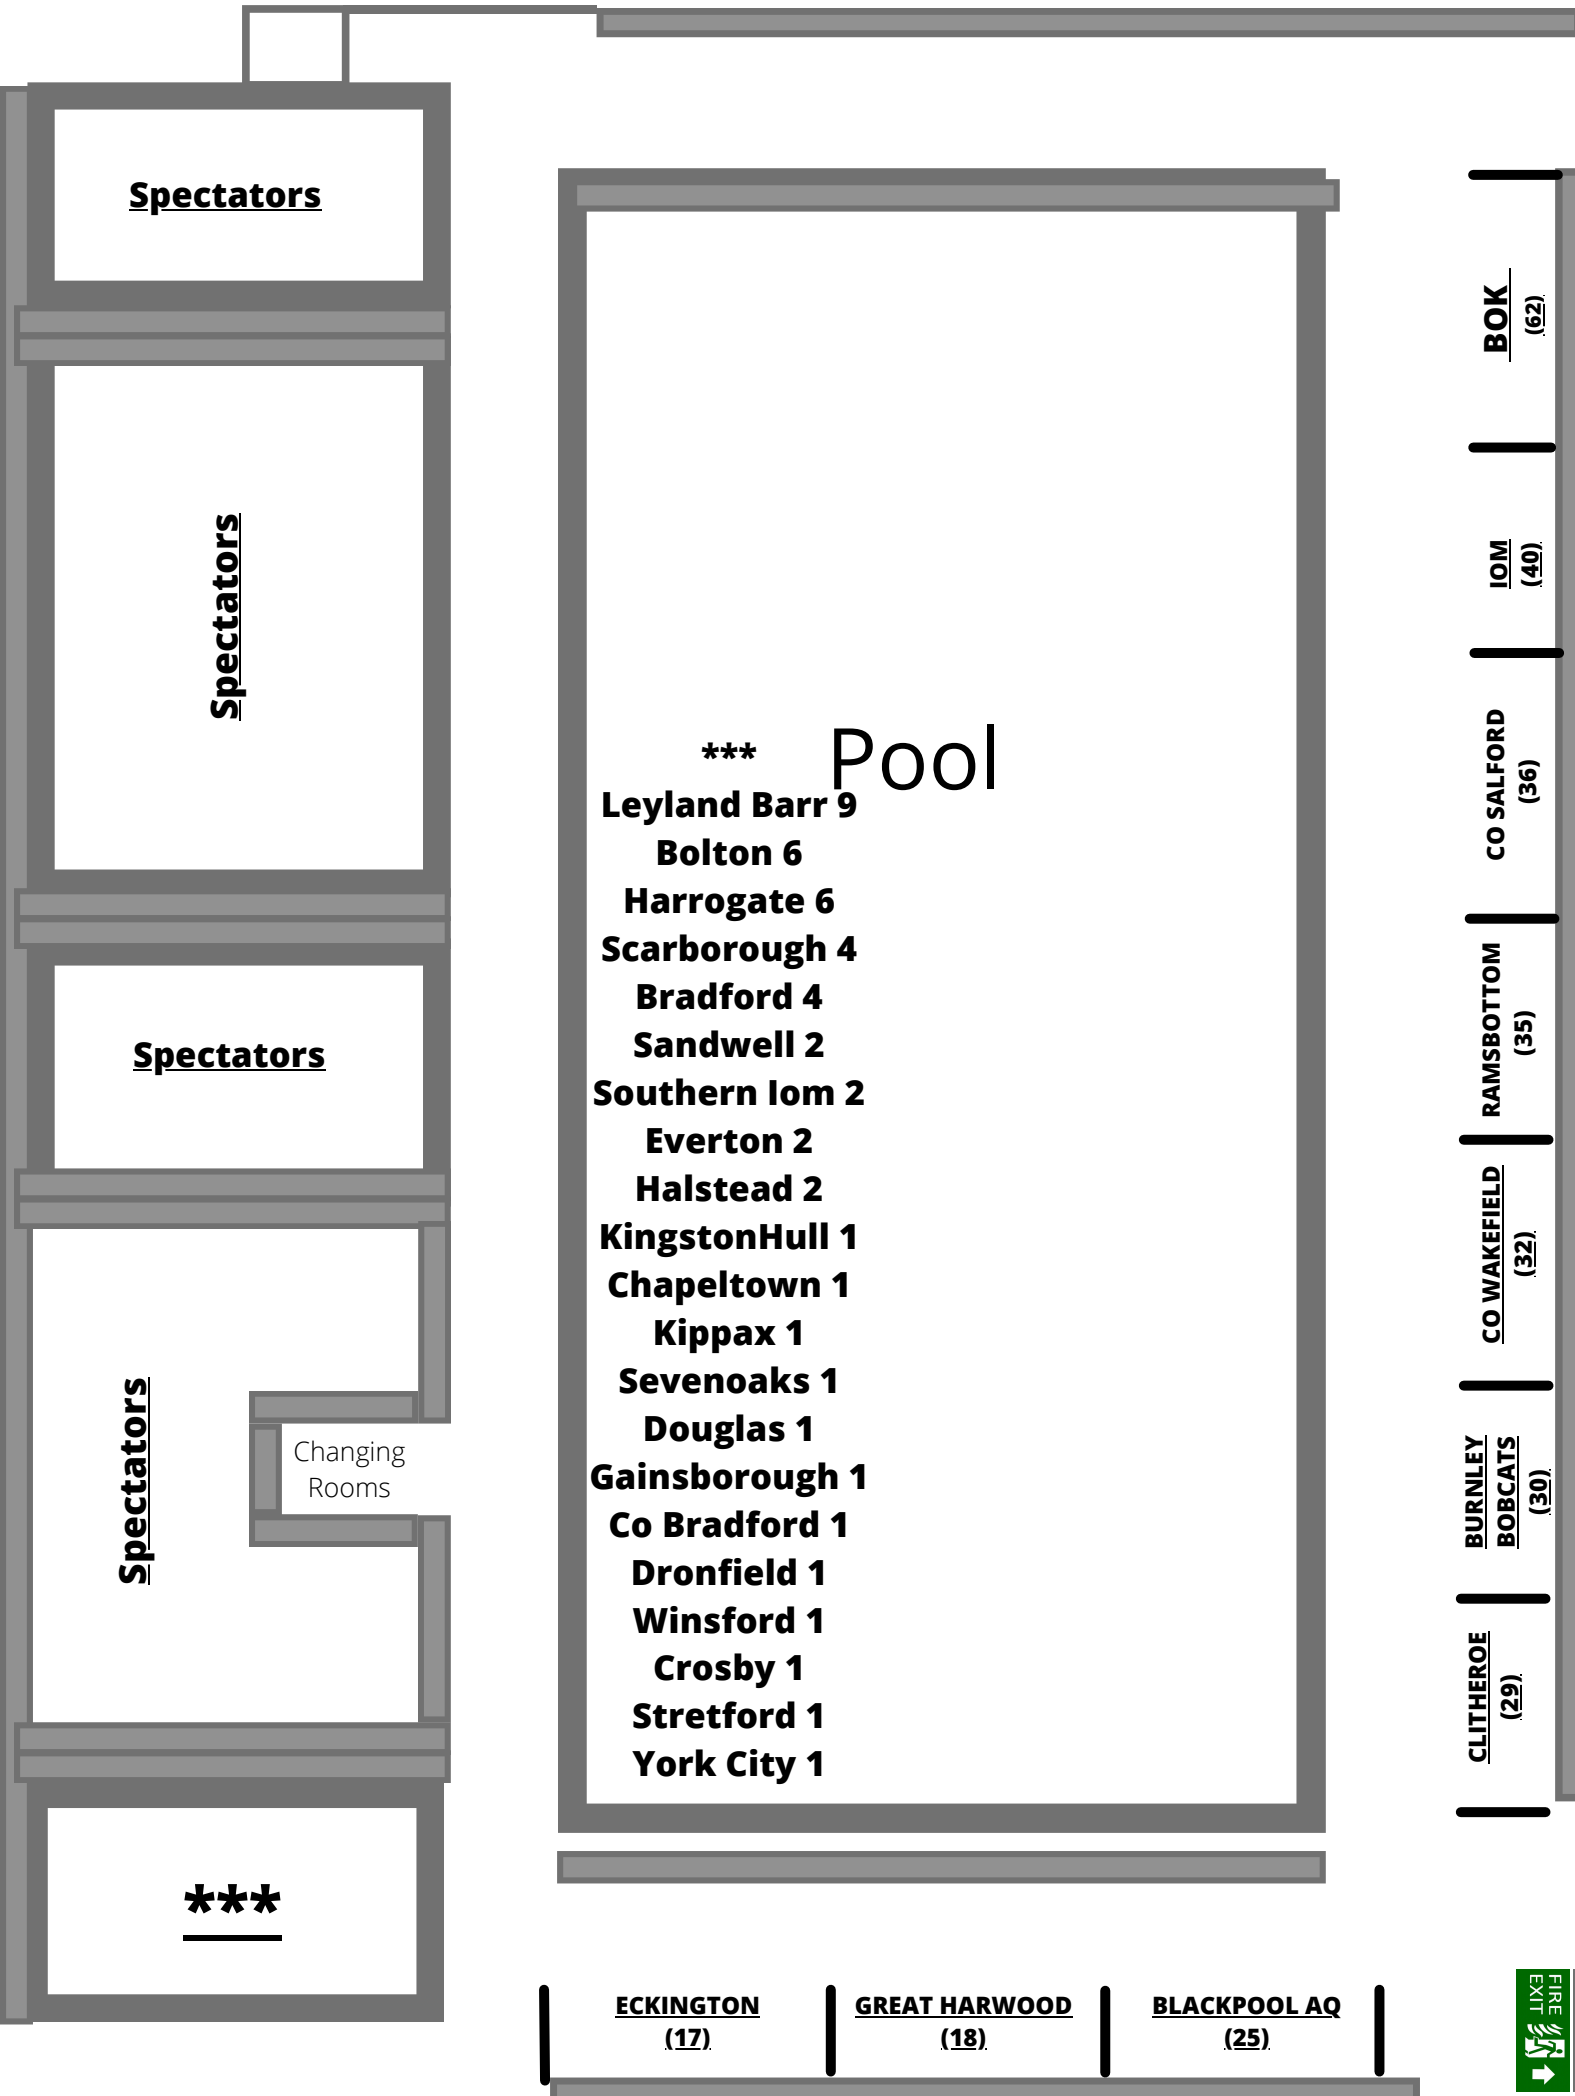 Spectators
Spectators
Spectators
Spectators
Changing
Rooms
***
Pool
***
Leyland Barr 9
Bolton 6
Harrogate 6
Scarborough 4
Bradford 4
Sandwell 2
Southern Iom 2
Everton 2
Halstead 2
KingstonHull 1
Chapeltown 1
Kippax 1
Sevenoaks 1
Douglas 1
Gainsborough 1
Co Bradford 1
Dronfield 1
Winsford 1
Crosby 1
Stretford 1
York City 1
BOK
(62)
IOM
(40)
CO SALFORD
(36)
RAMSBOTTOM
(35)
CO WAKEFIELD
(32)
BURNLEY
BOBCATS
(30)
CLITHEROE
(29)
ECKINGTON
(17)
GREAT HARWOOD
(18)
BLACKPOOL AQ
(25)
FIRE
EXIT